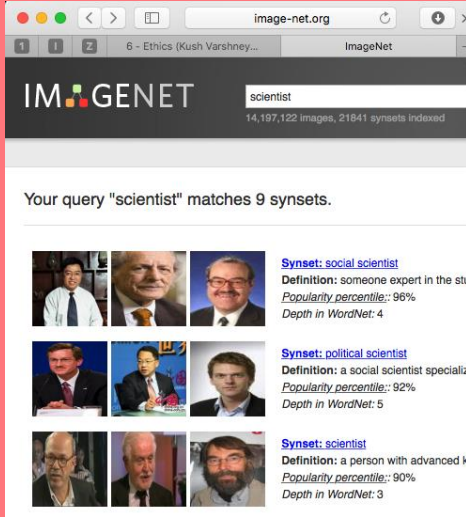 image-net.org
1 I Z 6 - Ethics (Kush Varshney... ImageNet
IMAGENET
scientist
14,197,122 images, 21841 synsets indexed
Your query "scientist" matches 9 synsets.
Synset: social scientist
Definition: someone expert in the stu
Popularity percentile:: 96%
Depth in WordNet: 4
Synset: political scientist
Definition: a social scientist specializ
Popularity percentile:: 92%
Depth in WordNet: 5
Synset: scientist
Definition: a person with advanced k
Popularity percentile:: 90%
Depth in WordNet: 3